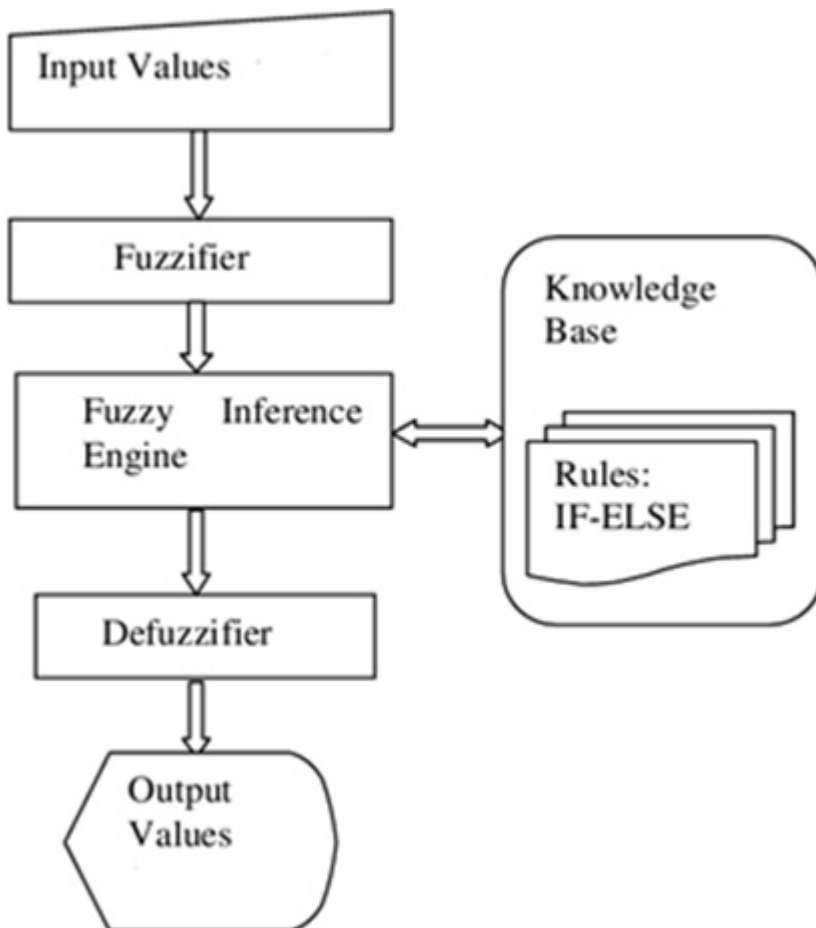 Input Values
Fuzzifier
Knowledge
Base
Fuzzy Inference
Engine
Rules:
IF-ELSE
Defuzzifier
Output
Values